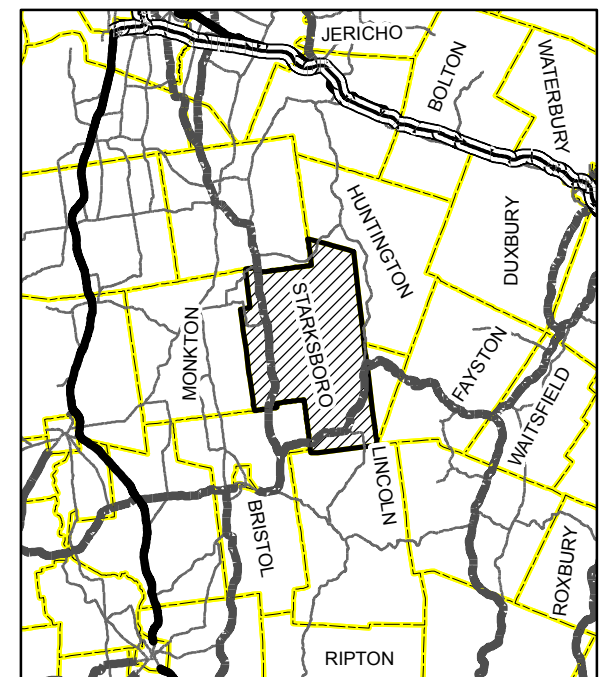 JERICHO
BOLTON
WATERBURY
HUNTINGTON
DUXBURY
STARKSBORO
MONKTON
FAYSTON
WAITSFIELD
LINCOLN
BRISTOL
ROXBURY
RIPTON